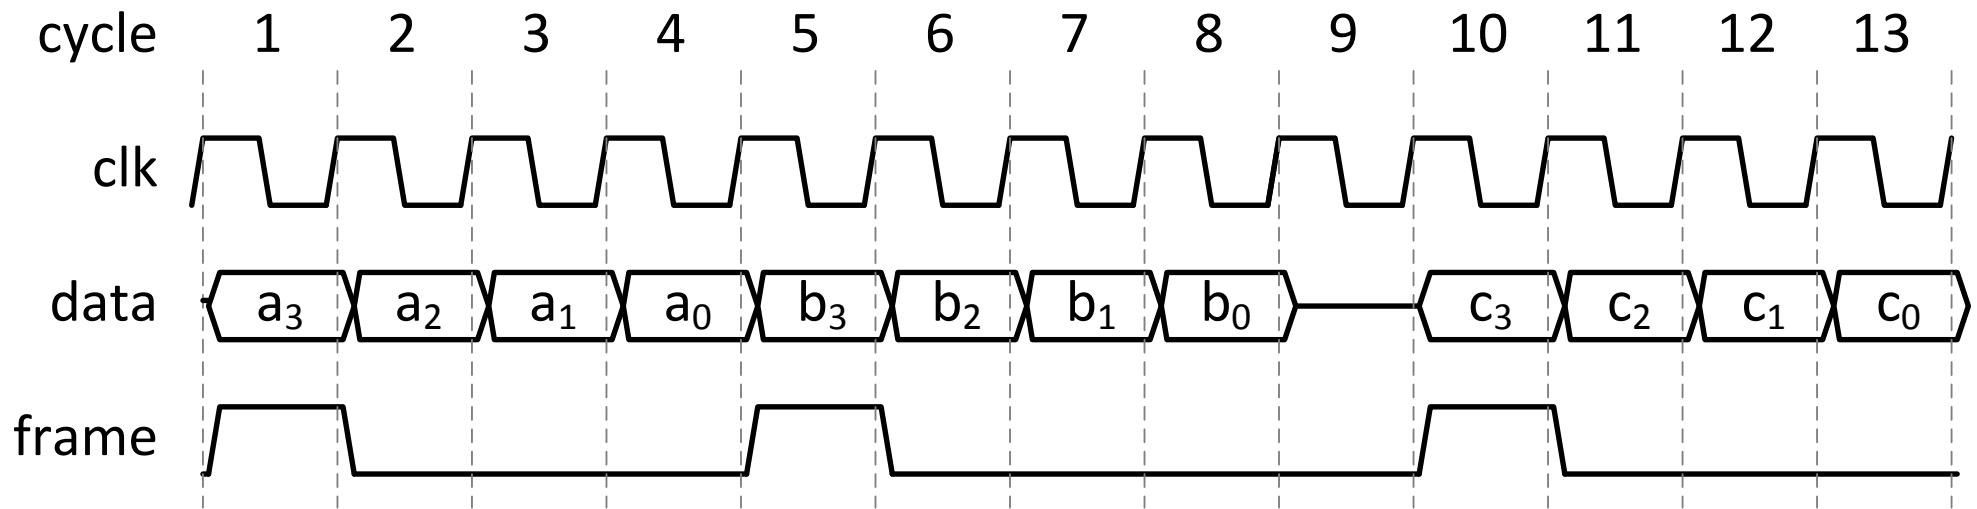 cycle 1 2 3 4 5 6 7 8 9 10 11 12 13
clk
data a₃ a₂ a₁ a₀ b₃ b₂ b₁ b₀ c₃ c₂ c₁ c₀
frame